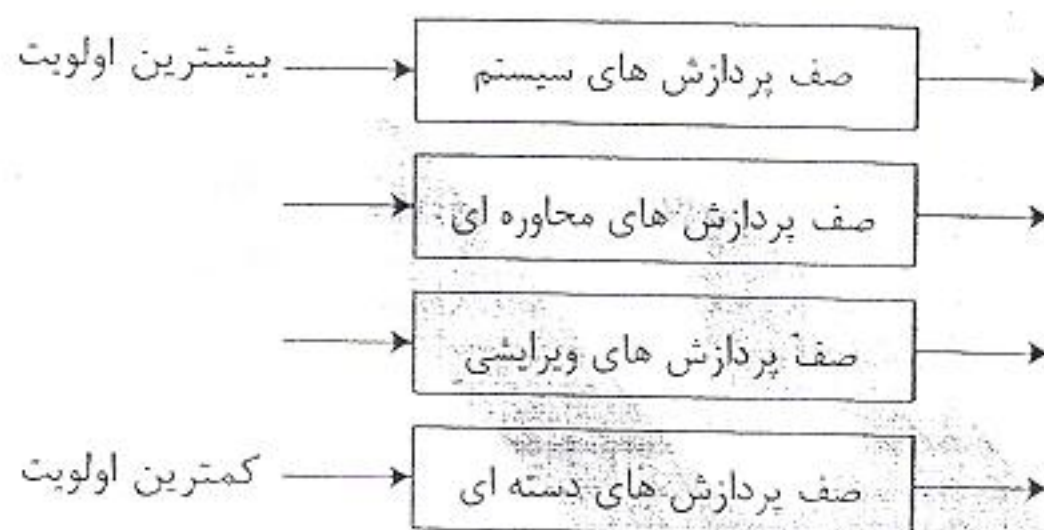 بیشترین اولویت
صف پردازش های سیستم
صف پردازش های محاوره ای
صف پردازش های ویرایشی
کمترین اولویت
صف پردازش های دسته ای